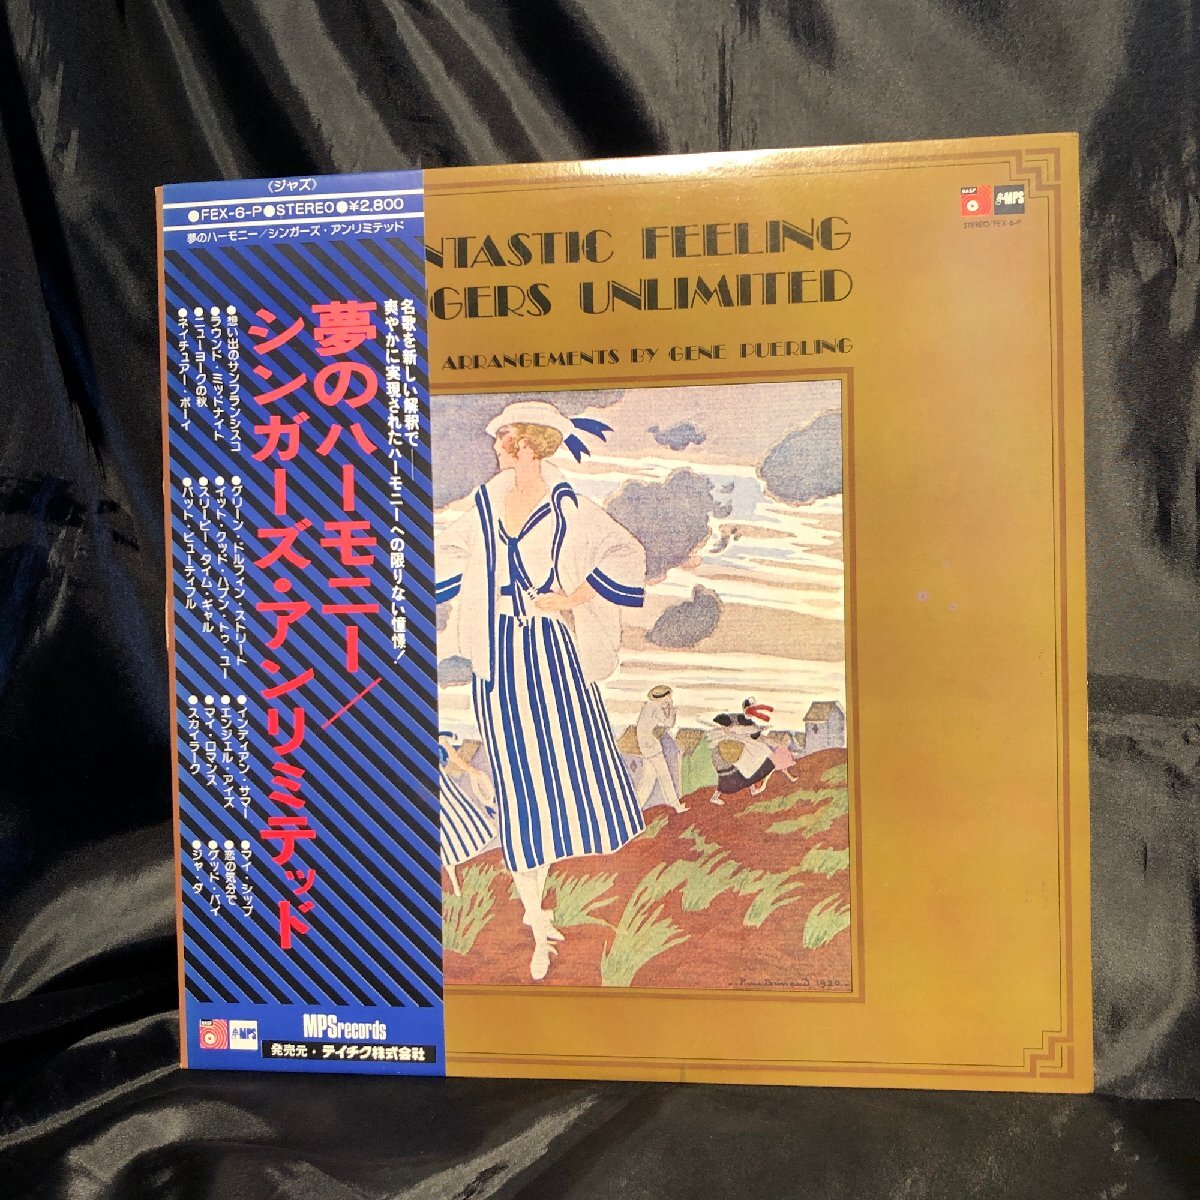 《ジャズ》
●FEX-6-P●STEREO●¥2,800
夢のハーモニー/シンガーズ・アンリミテッド
名歌を新しい解釈で――
爽やかに実現されたハーモニーへの限りない憧憬!
夢のハーモニー/
シンガーズ・アンリミテッド
●想い出のサンフランシスコ
●ラウンド・ミッドナイト
●ニューヨークの秋
●ネイチュアー・ボーイ
●グリーン・ドルフィン・ストリート
●イット・クッド・ハプン・トゥ・ユー
●スリーピー・タイム・ギャル
●バット・ビューティフル
●インディアン・サマー
●エンジェル・アイズ
●マイ・ロマンス
●スカイラーク
●マイ・シップ
●恋の気分で
●グッド・バイ
●ジャ・ダ
BASF
MPS
MPSrecords
発売元・テイチク株式会社
NTASTIC FEELING
GERS UNLIMITED
ARRANGEMENTS BY GENE PUERLING
BASF
MPS
STEREO/FEX-6-P
1920